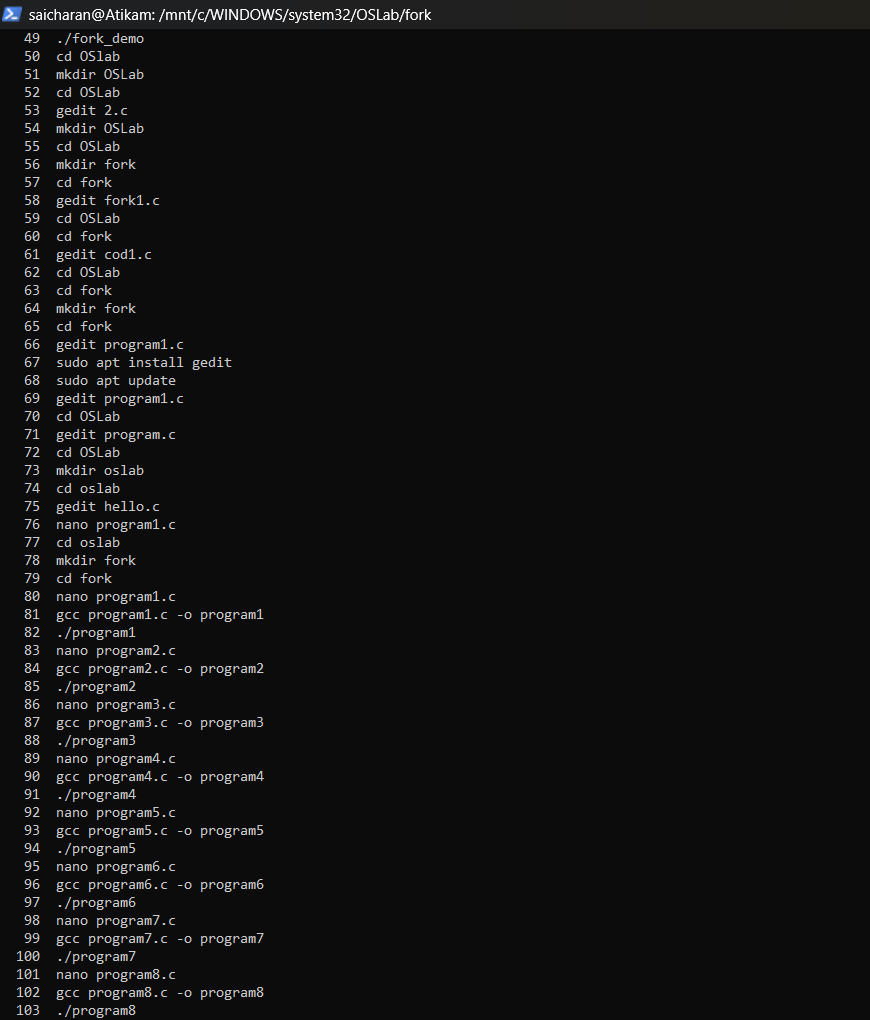 saicharan@Atikam: /mnt/c/WINDOWS/system32/OSLab/fork
49 ./fork_demo
50 cd OSlab
51 mkdir OSLab
52 cd OSLab
53 gedit 2.c
54 mkdir OSLab
55 cd OSLab
56 mkdir fork
57 cd fork
58 gedit fork1.c
59 cd OSLab
60 cd fork
61 gedit cod1.c
62 cd OSLab
63 cd fork
64 mkdir fork
65 cd fork
66 gedit program1.c
67 sudo apt install gedit
68 sudo apt update
69 gedit program1.c
70 cd OSLab
71 gedit program.c
72 cd OSLab
73 mkdir oslab
74 cd oslab
75 gedit hello.c
76 nano program1.c
77 cd oslab
78 mkdir fork
79 cd fork
80 nano program1.c
81 gcc program1.c -o program1
82 ./program1
83 nano program2.c
84 gcc program2.c -o program2
85 ./program2
86 nano program3.c
87 gcc program3.c -o program3
88 ./program3
89 nano program4.c
90 gcc program4.c -o program4
91 ./program4
92 nano program5.c
93 gcc program5.c -o program5
94 ./program5
95 nano program6.c
96 gcc program6.c -o program6
97 ./program6
98 nano program7.c
99 gcc program7.c -o program7
100 ./program7
101 nano program8.c
102 gcc program8.c -o program8
103 ./program8